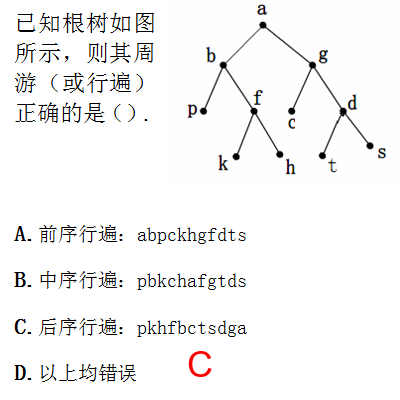 已知根树如图
所示，则其周
游（或行遍）
正确的是（）.
a
b
g
p
f
c
d
k
h
t
s
A. 前序行遍：abpckhgfdts
B. 中序行遍：pbkchafgtds
C. 后序行遍：pkhfbctsdga
D. 以上均错误
C